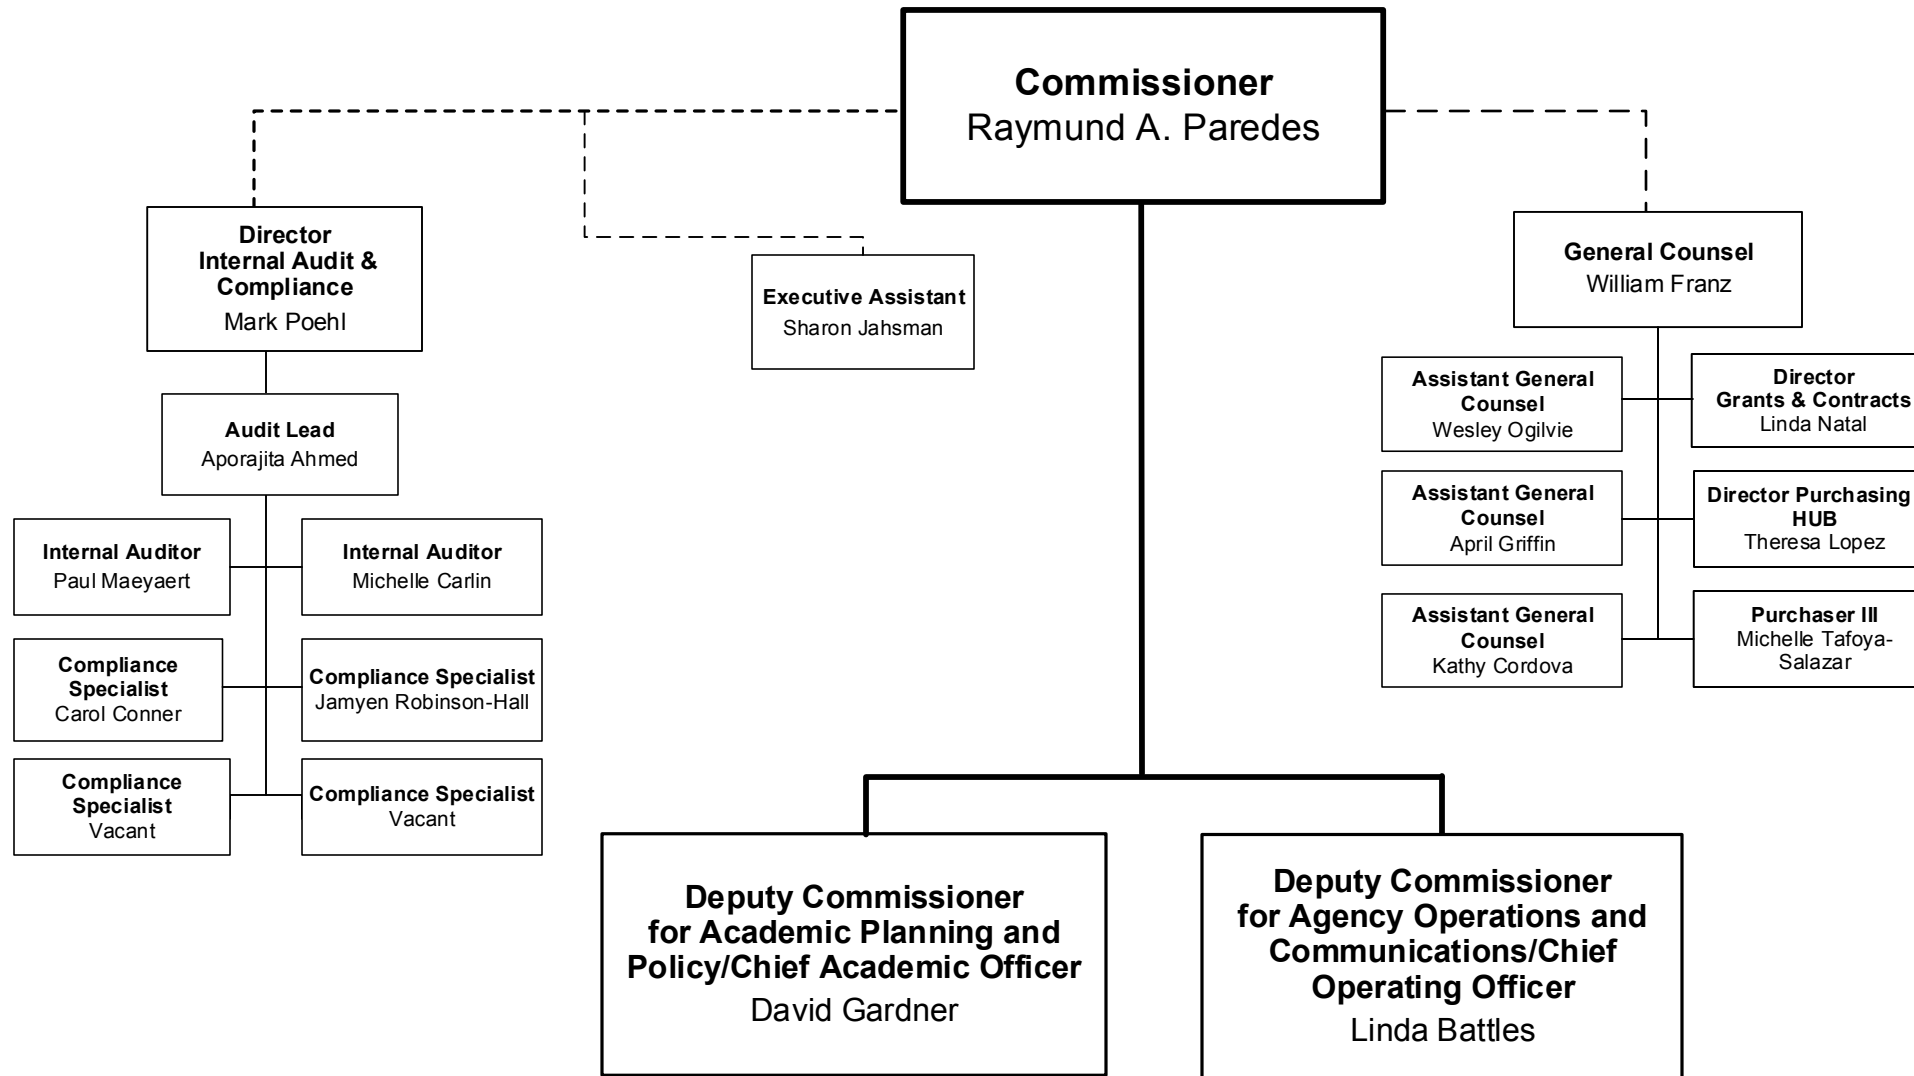 Commissioner
Raymund A. Paredes
Director
Internal Audit &
Compliance
Mark Poehl
Executive Assistant
Sharon Jahsman
General Counsel
William Franz
Audit Lead
Aporajita Ahmed
Internal Auditor
Paul Maeyaert
Internal Auditor
Michelle Carlin
Compliance
Specialist
Carol Conner
Compliance Specialist
Jamyen Robinson-Hall
Compliance
Specialist
Vacant
Compliance Specialist
Vacant
Assistant General
Counsel
Wesley Ogilvie
Director
Grants & Contracts
Linda Natal
Assistant General
Counsel
April Griffin
Director Purchasing
HUB
Theresa Lopez
Assistant General
Counsel
Kathy Cordova
Purchaser III
Michelle Tafoya-
Salazar
Deputy Commissioner
for Academic Planning and
Policy/Chief Academic Officer
David Gardner
Deputy Commissioner
for Agency Operations and
Communications/Chief
Operating Officer
Linda Battles